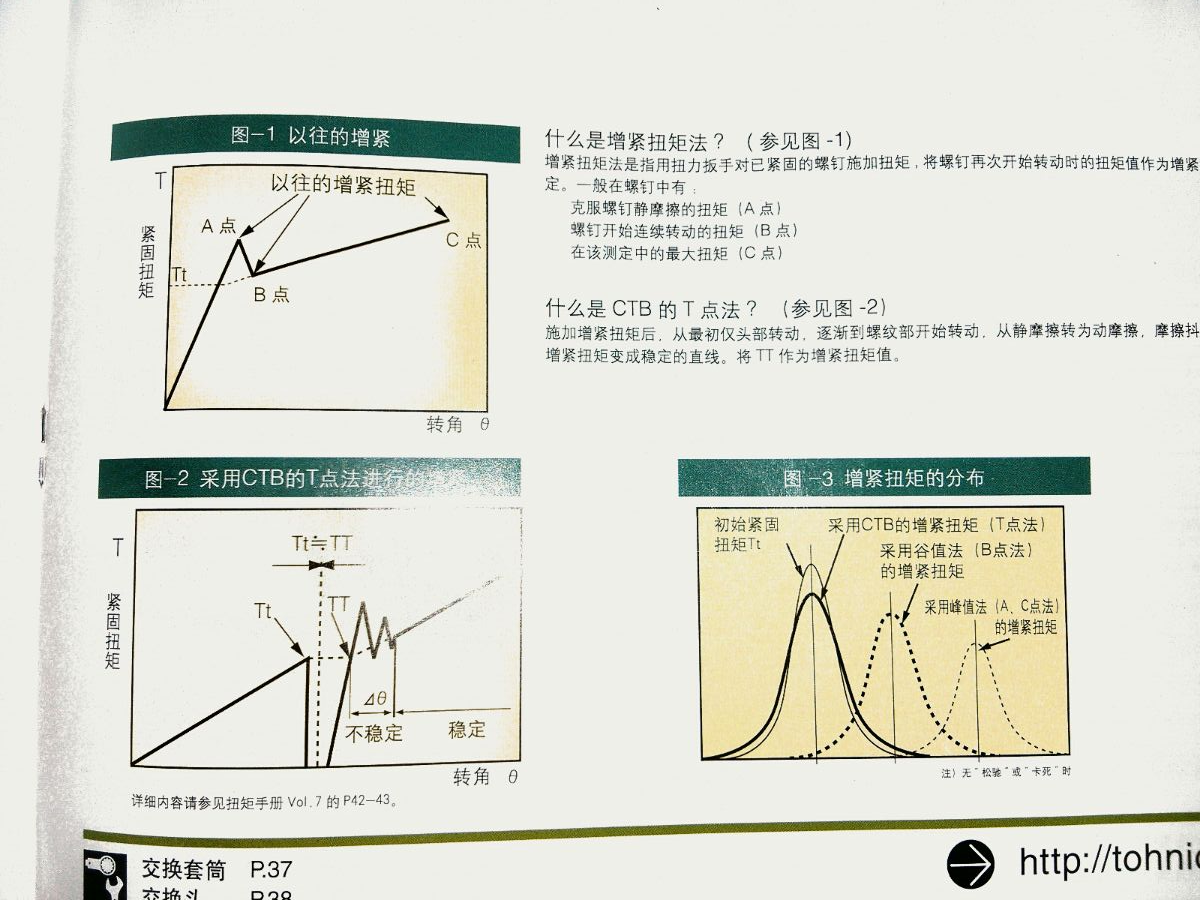 图-1 以往的增紧
T
紧固扭矩
以往的增紧扭矩
A 点
C 点
Tt
B 点
转角 θ
什么是增紧扭矩法？（参见图 -1)
增紧扭矩法是指用扭力扳手对已紧固的螺钉施加扭矩，将螺钉再次开始转动时的扭矩值作为增紧
定。一般在螺钉中有：
克服螺钉静摩擦的扭矩（A 点）
螺钉开始连续转动的扭矩（B 点）
在该测定中的最大扭矩（C 点）
什么是 CTB 的 T 点法？（参见图 -2)
施加增紧扭矩后，从最初仅头部转动，逐渐到螺纹部开始转动，从静摩擦转为动摩擦，摩擦抖
增紧扭矩变成稳定的直线。将 TT 作为增紧扭矩值。
图-2 采用CTB的T点法进行的
T
紧固扭矩
Tt≒TT
Tt
TT
Δθ
不稳定
稳定
转角 θ
详细内容请参见扭矩手册 Vol.7 的 P42-43。
图 -3 增紧扭矩的分布
初始紧固
扭矩Tt
采用CTB的增紧扭矩（T点法）
采用谷值法（B点法）
的增紧扭矩
采用峰值法（A、C点法）
的增紧扭矩
注）无“松驰”或“卡死”时
交换套筒 P.37
交换头 P.38
http://tohnic